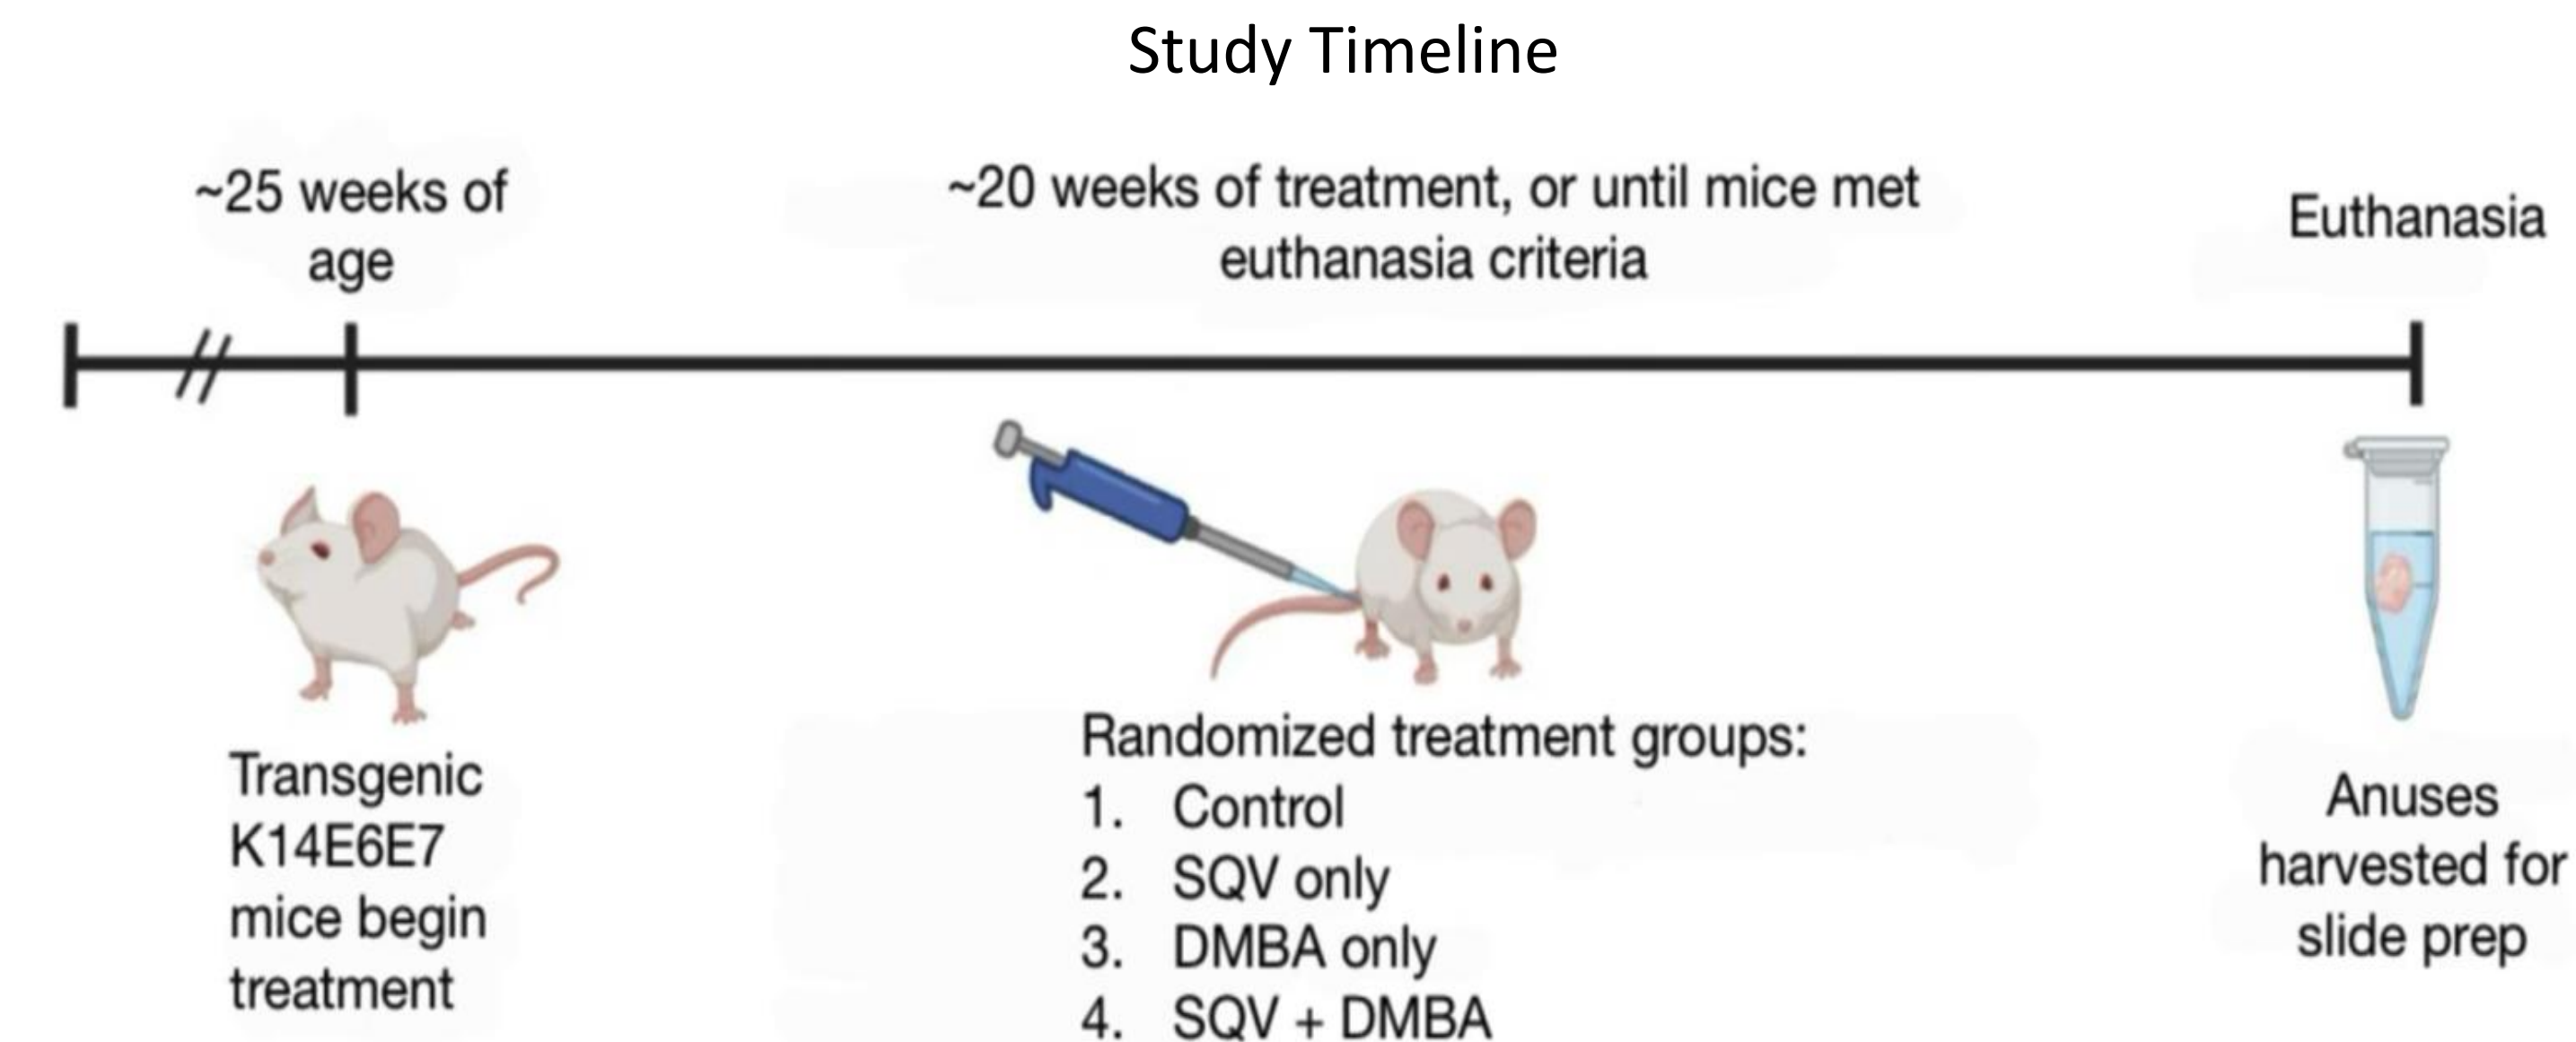 Study Timeline
~25 weeks of
age
~20 weeks of treatment, or until mice met
euthanasia criteria
Euthanasia
Transgenic
K14E6E7
mice begin
treatment
Randomized treatment groups:
1. Control
2. SQV only
3. DMBA only
4. SQV + DMBA
Anuses
harvested for
slide prep